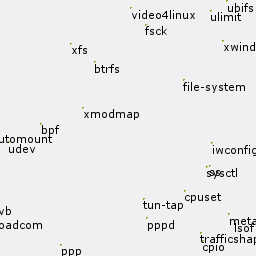 ubifs
video4linux
ulimit
fsck
xfs
xwind
btrfs
file-system
xmodmap
bpf
utomount
udev
iwconfig
sysctl
cpuset
tun-tap
vb
oadcom
pppd
meta
lsof
trafficshap
cpio
ppp